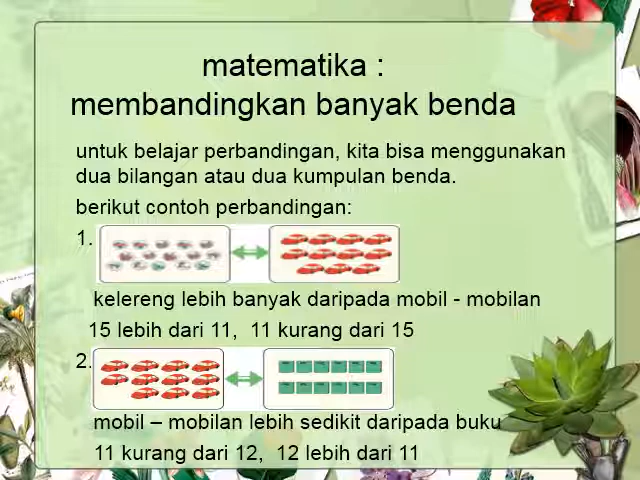 matematika :
membandingkan banyak benda
untuk belajar perbandingan, kita bisa menggunakan
dua bilangan atau dua kumpulan benda.
berikut contoh perbandingan:
1.
kelereng lebih banyak daripada mobil - mobilan
15 lebih dari 11, 11 kurang dari 15
2.
mobil – mobilan lebih sedikit daripada buku
11 kurang dari 12, 12 lebih dari 11